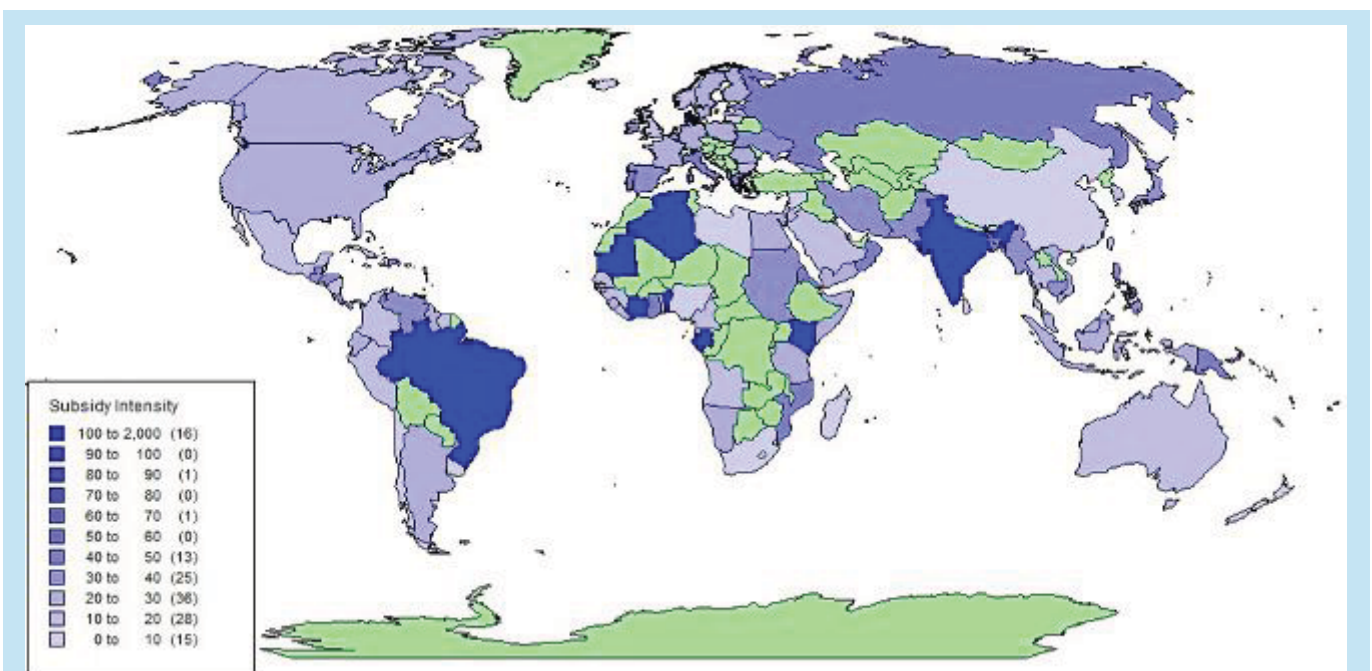 Subsidy Intensity
100 to 2,000 (16)
90 to 100 (0)
80 to 90 (1)
70 to 80 (0)
60 to 70 (1)
50 to 60 (0)
40 to 50 (13)
30 to 40 (25)
20 to 30 (36)
10 to 20 (28)
0 to 10 (15)